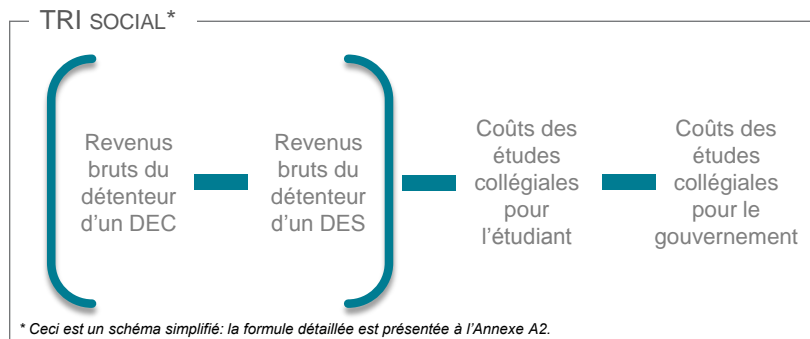 TRI SOCIAL*
Revenus
bruts du
détenteur
d'un DEC
Revenus
bruts du
détenteur
d'un DES
Coûts des
études
collégiales
pour
l'étudiant
Coûts des
études
collégiales
pour le
gouvernement
* Ceci est un schéma simplifié: la formule détaillée est présentée à l'Annexe A2.